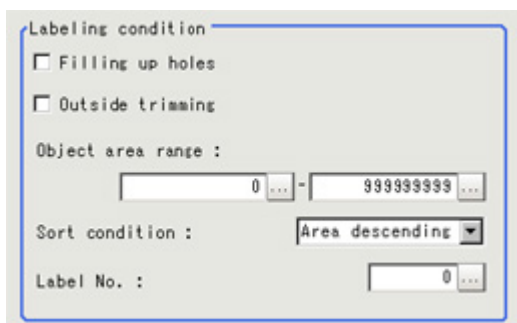 Labeling condition
Filling up holes
Outside trimming
Object area range :
0 ... - 999999999 ...
Sort condition : Area descending
Label No. : 0 ...